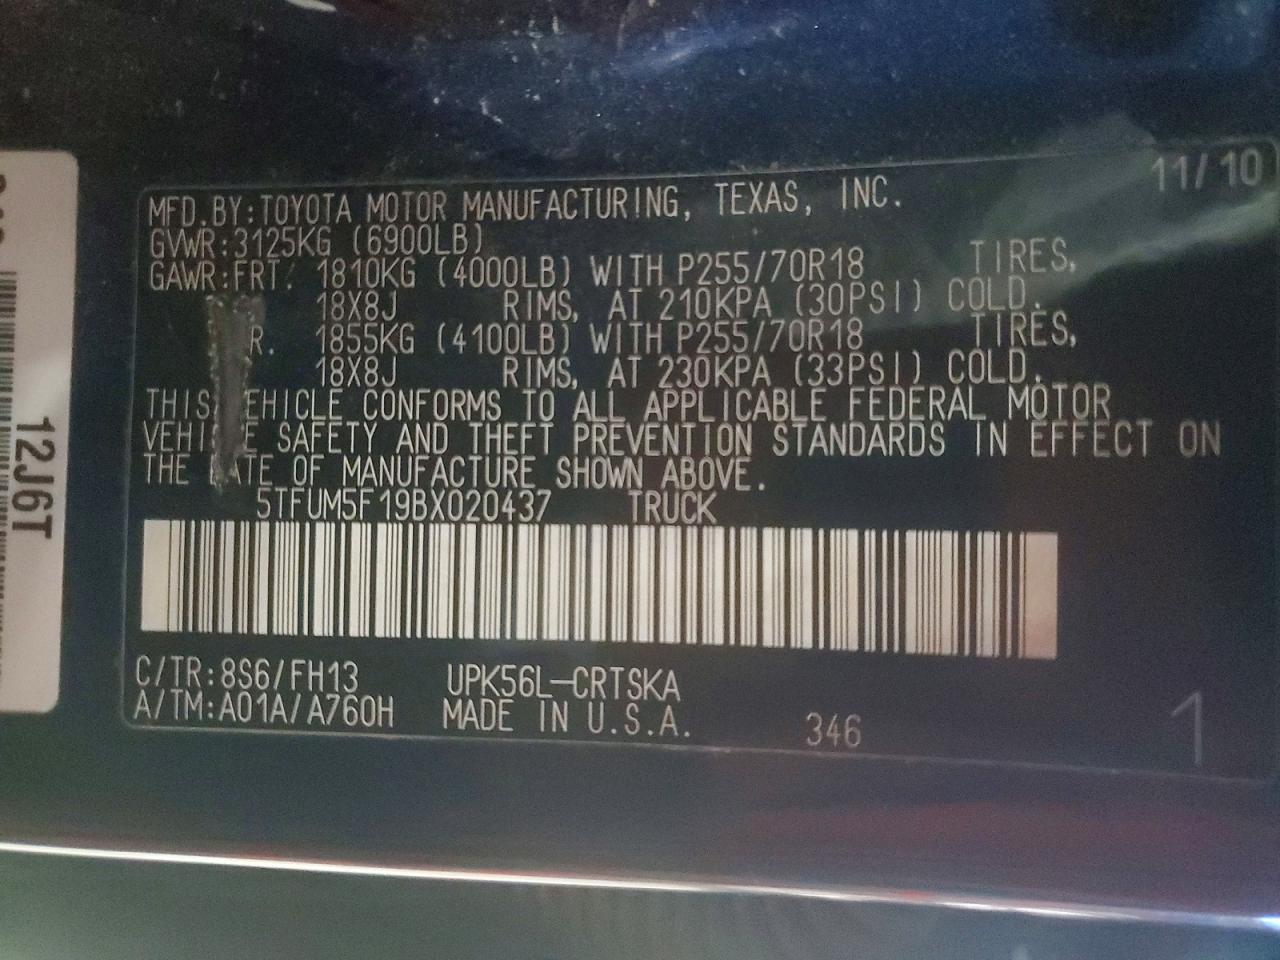 11/10
MFD.BY:TOYOTA MOTOR MANUFACTURING, TEXAS, INC.
GVWR:3125KG (6900LB)
GAWR:FRT. 1810KG (4000LB) WITH P255/70R18 TIRES,
18X8J RIMS, AT 210KPA (30PSI) COLD.
R. 1855KG (4100LB) WITH P255/70R18 TIRES,
18X8J RIMS, AT 230KPA (33PSI) COLD.
THIS EHICLE CONFORMS TO ALL APPLICABLE FEDERAL MOTOR
VEHI E SAFETY AND THEFT PREVENTION STANDARDS IN EFFECT ON
THE DATE OF MANUFACTURE SHOWN ABOVE.
5TFUM5F19BX020437 TRUCK
C/TR:8S6/FH13 UPK56L-CRTSKA
A/TM:A01A/A760H MADE IN U.S.A. 346
1
12J6T